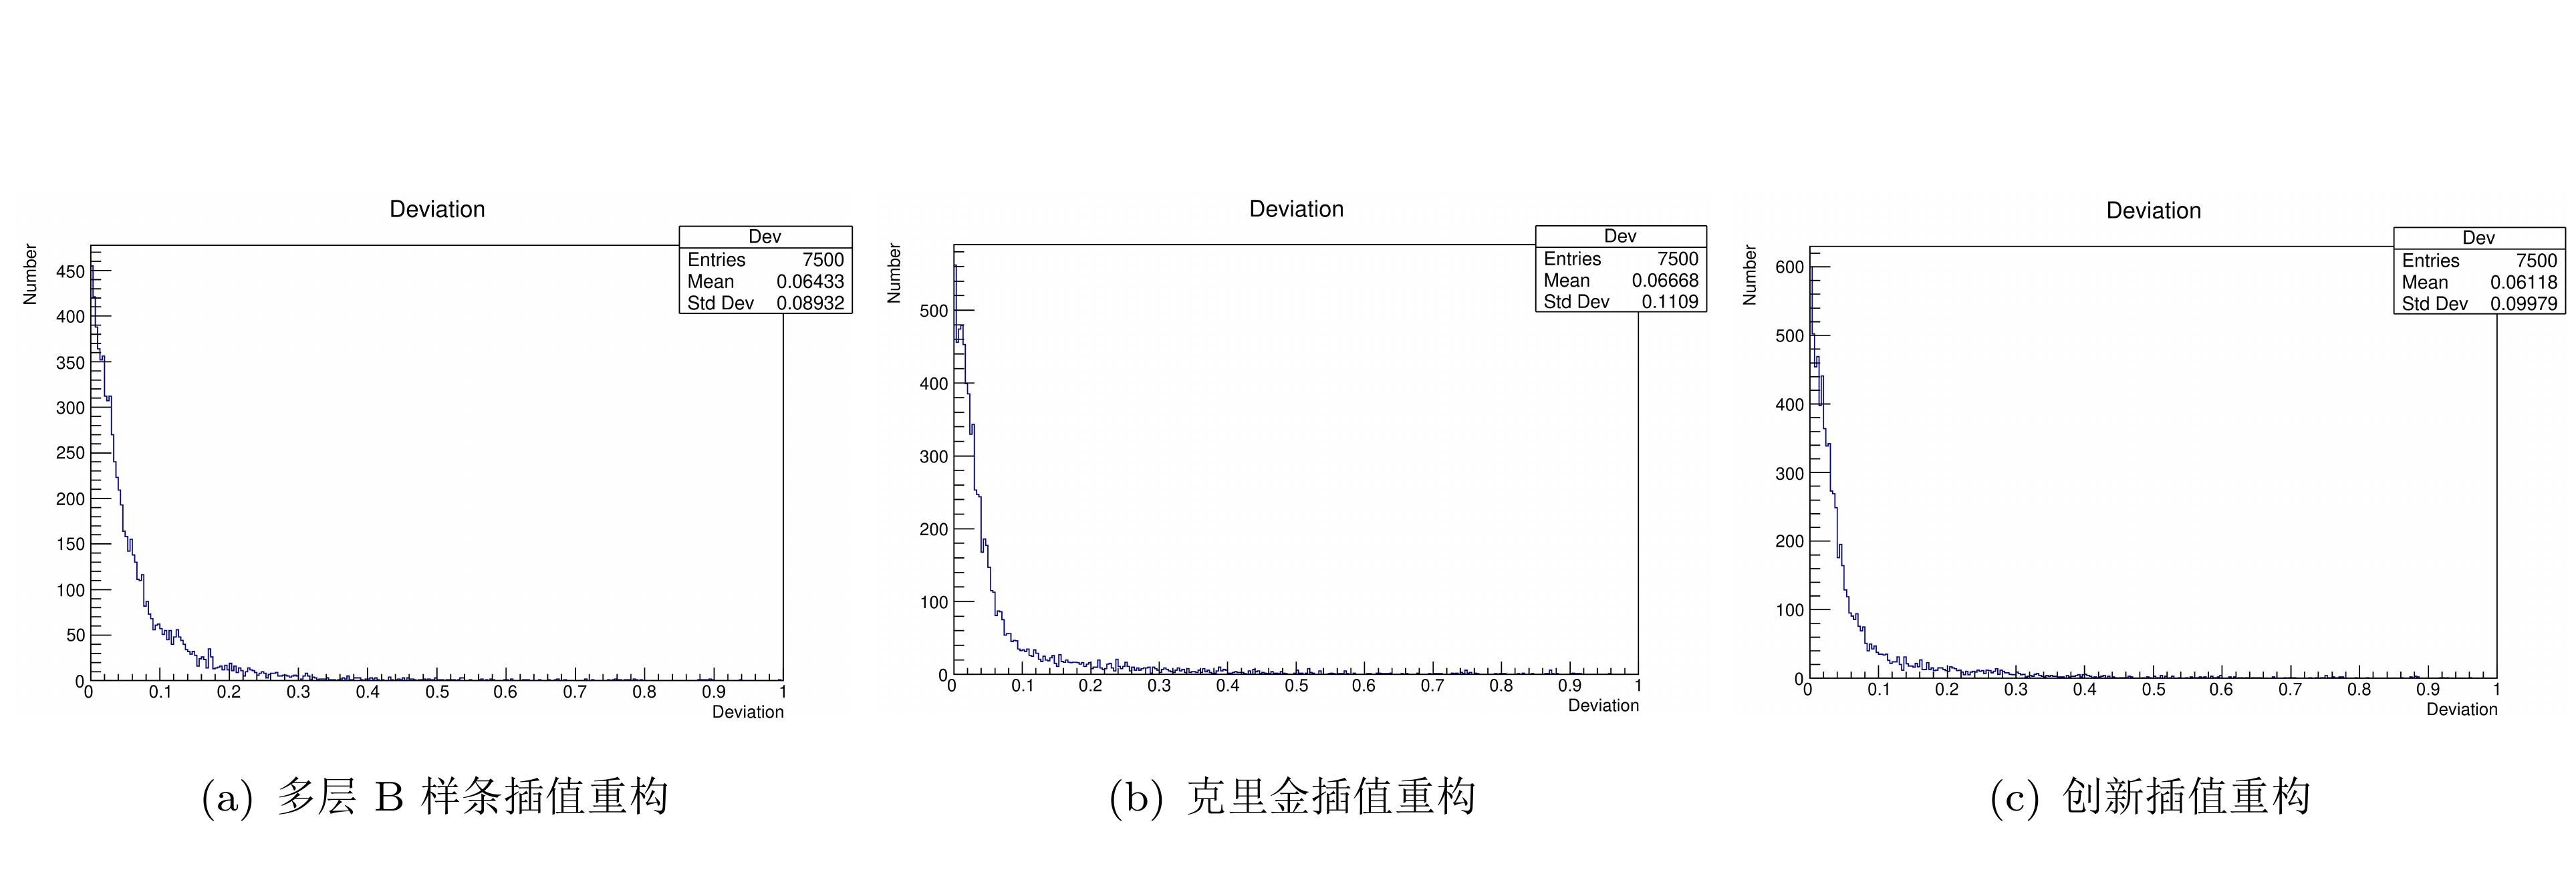 Deviation
Number
Dev
Entries 7500
Mean 0.06433
Std Dev 0.08932
450
400
350
300
250
200
150
100
50
0
0 0.1 0.2 0.3 0.4 0.5 0.6 0.7 0.8 0.9 1
Deviation
(a) 多层 B 样条插值重构
Deviation
Number
Dev
Entries 7500
Mean 0.06668
Std Dev 0.1109
500
400
300
200
100
0
0 0.1 0.2 0.3 0.4 0.5 0.6 0.7 0.8 0.9 1
Deviation
(b) 克里金插值重构
Deviation
Number
Dev
Entries 7500
Mean 0.06118
Std Dev 0.09979
600
500
400
300
200
100
0
0 0.1 0.2 0.3 0.4 0.5 0.6 0.7 0.8 0.9 1
Deviation
(c) 创新插值重构